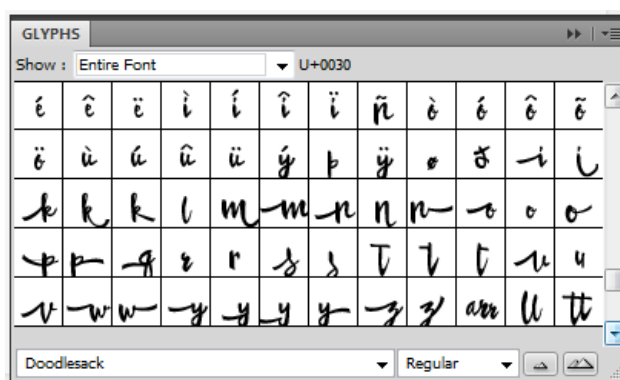 GLYPHS
Show : Entire Font U+0030
é ê ë ì í î ï ñ ò ó ô õ
ö ù ú û ü ý þ ÿ ø ð i i
k k k l m m n n n o o o
p p q r r s s t t t u u
v w w y y y y z z arr ll tt
Doodlesack Regular